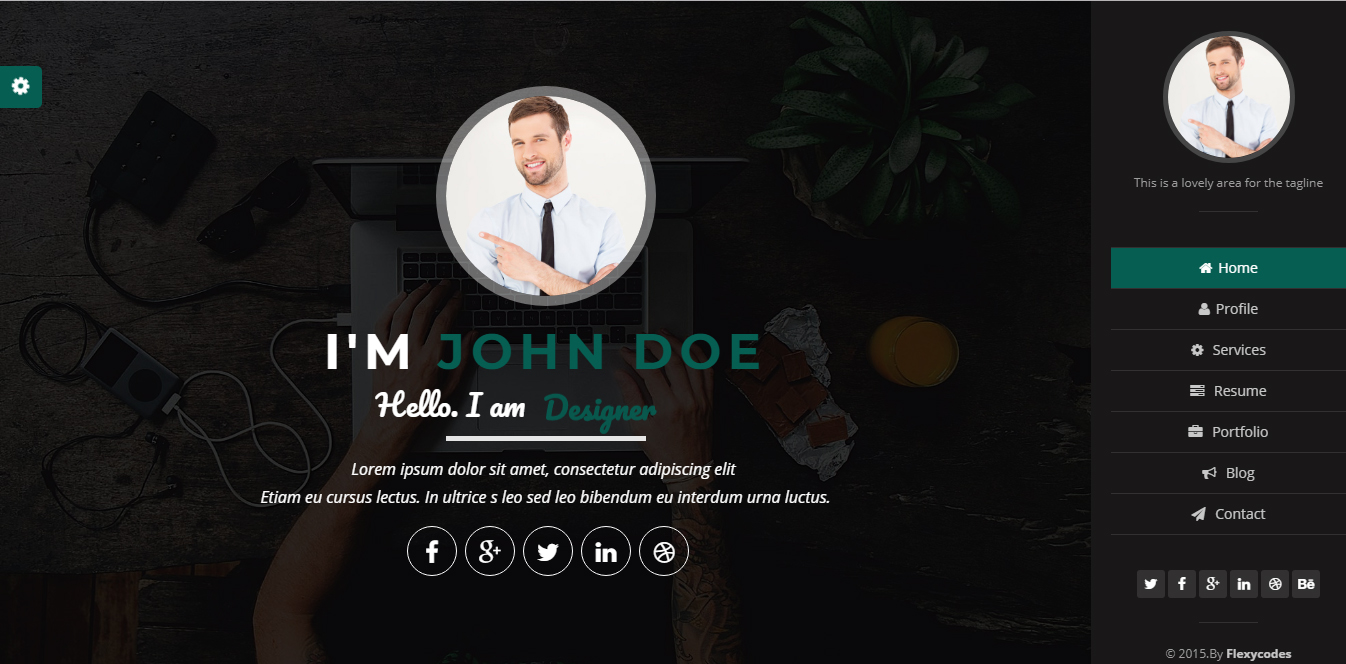 I'M JOHN DOE
Hello. I am Designer
Lorem ipsum dolor sit amet, consectetur adipiscing elit
Etiam eu cursus lectus. In ultrice s leo sed leo bibendum eu interdum urna luctus.
This is a lovely area for the tagline
Home
Profile
Services
Resume
Portfolio
Blog
Contact
© 2015.By Flexycodes